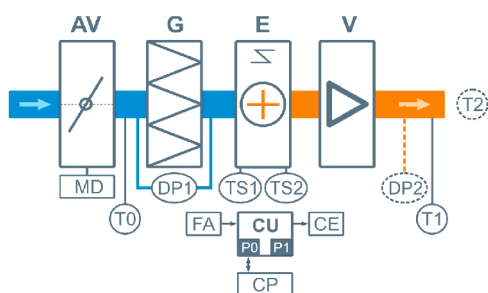 AV G E V
T2
MD DP1 TS1 TS2 DP2
T0 T1
FA CU CE
P0 P1
CP